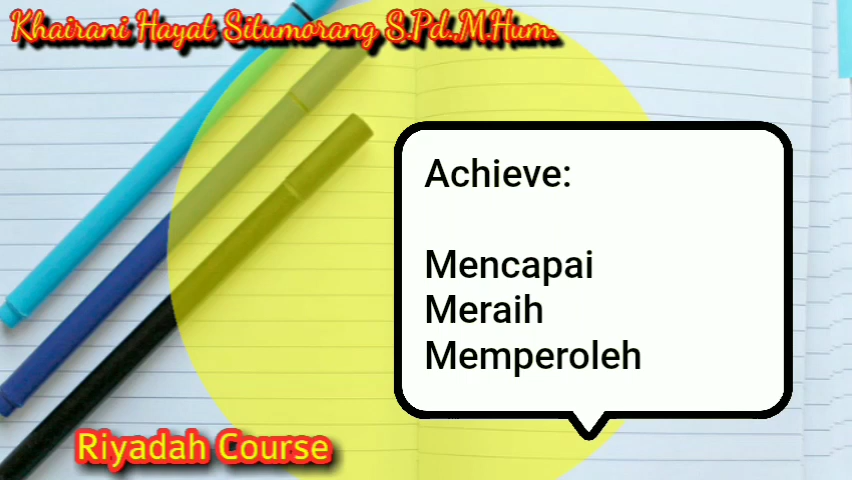 Khairani Hayat Situmorang S.Pd.,M.Hum.
Achieve:
Mencapai
Meraih
Memperoleh
Riyadah Course